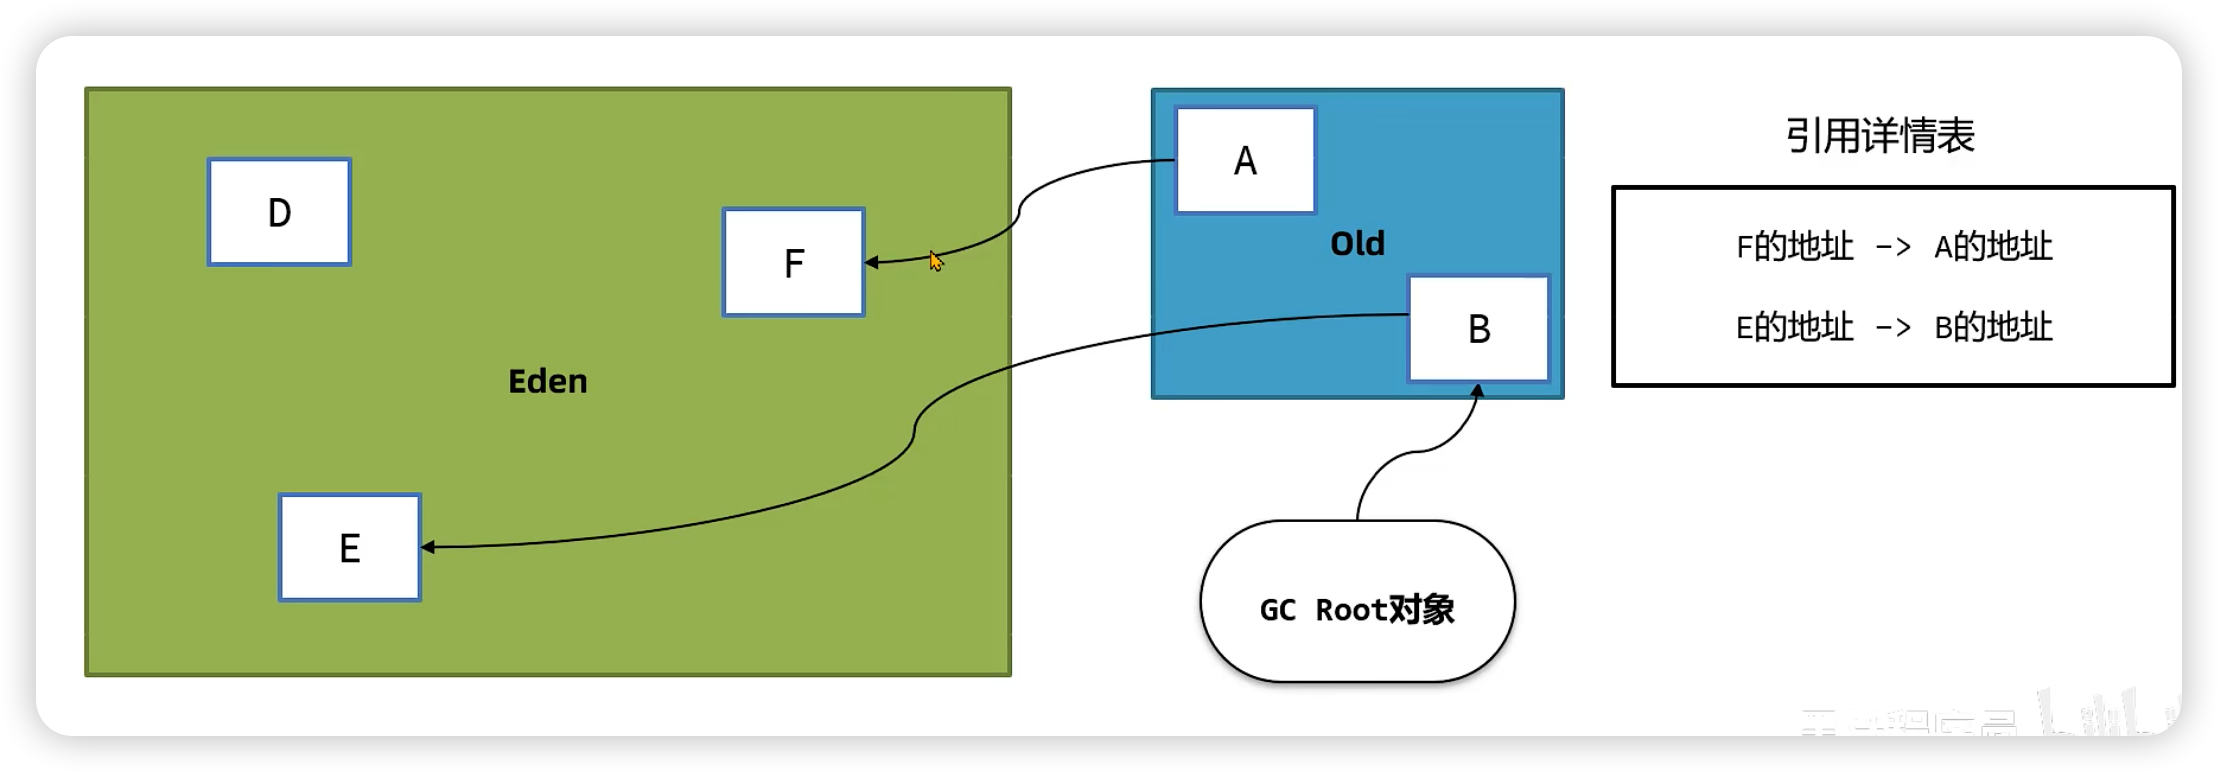 D
F
A
Old
B
Eden
E
GC Root对象
引用详情表
F的地址 -> A的地址
E的地址 -> B的地址